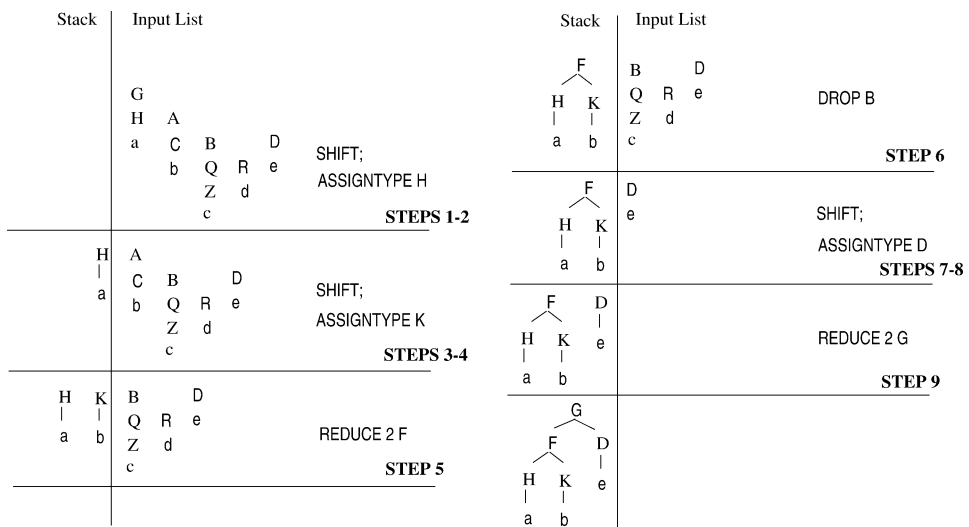 Stack Input List
G
H A
a C B D
b Q R e
Z d
c
SHIFT;
ASSIGNTYPE H
STEPS 1-2
H A
a C B D
b Q R e
Z d
c
SHIFT;
ASSIGNTYPE K
STEPS 3-4
H K B D
a b Q R e
Z d
c
REDUCE 2 F
STEP 5
Stack Input List
F B D
H K Q R e
a b Z d
c
DROP B
STEP 6
F D
H K e
a b
SHIFT;
ASSIGNTYPE D
STEPS 7-8
F D
H K e
a b
REDUCE 2 G
STEP 9
G
F D
H K e
a b